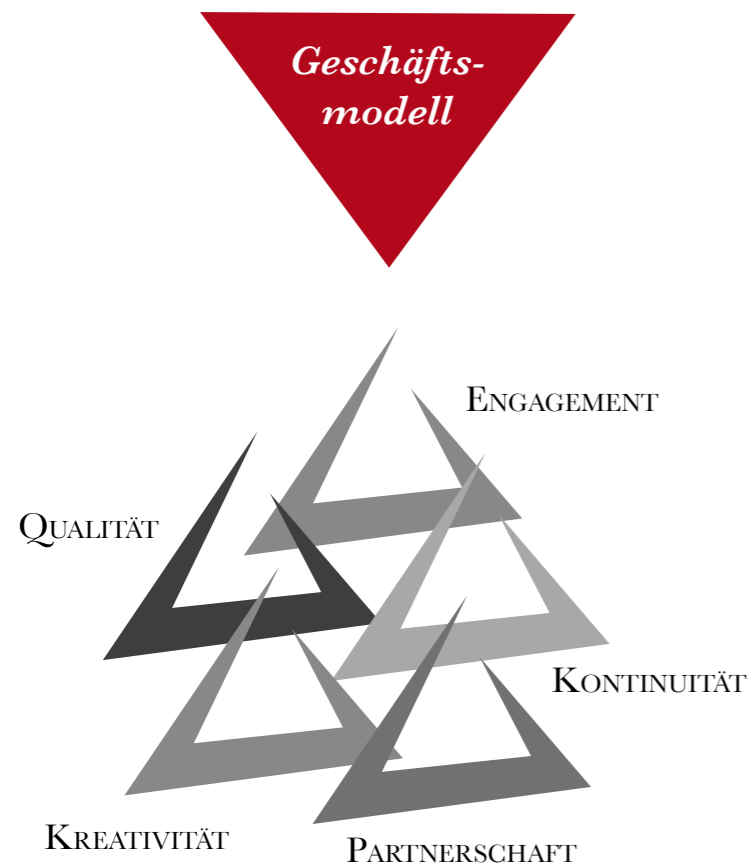 Geschäfts-
modell
ENGAGEMENT
QUALITÄT
KONTINUITÄT
KREATIVITÄT
PARTNERSCHAFT